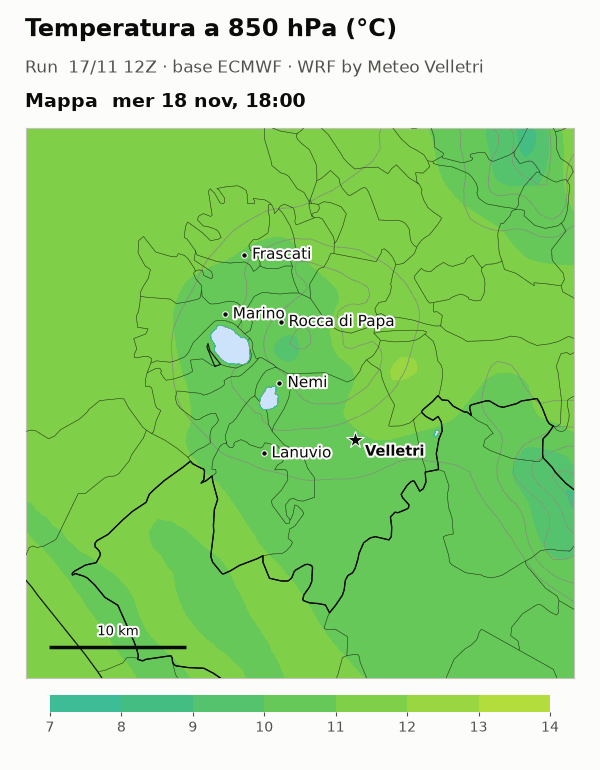 Temperatura a 850 hPa (°C)
Run  17/11 12Z · base ECMWF · WRF by Meteo Velletri
Mappa  mer 18 nov, 18:00
Frascati
Marino
Rocca di Papa
Nemi
Velletri
Lanuvio
10 km
7 8 9 10 11 12 13 14